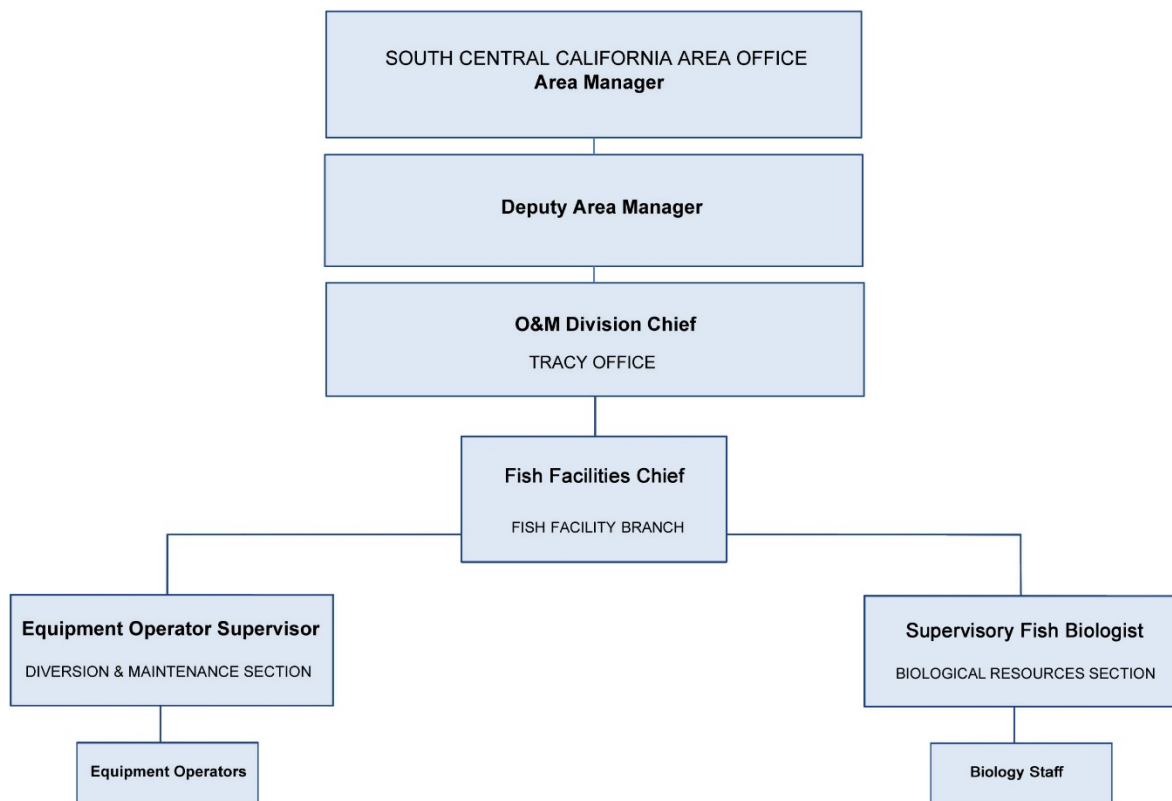 SOUTH CENTRAL CALIFORNIA AREA OFFICE
Area Manager
Deputy Area Manager
O&M Division Chief
TRACY OFFICE
Fish Facilities Chief
FISH FACILITY BRANCH
Equipment Operator Supervisor
DIVERSION & MAINTENANCE SECTION
Equipment Operators
Supervisory Fish Biologist
BIOLOGICAL RESOURCES SECTION
Biology Staff